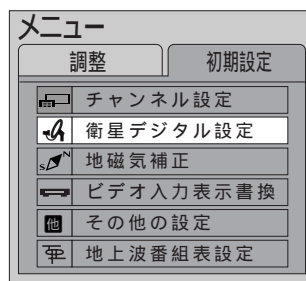 メニュー
調整 初期設定
チャンネル設定
衛星デジタル設定
S N 地磁気補正
ビデオ入力表示書換
他 その他の設定
地上波番組表設定